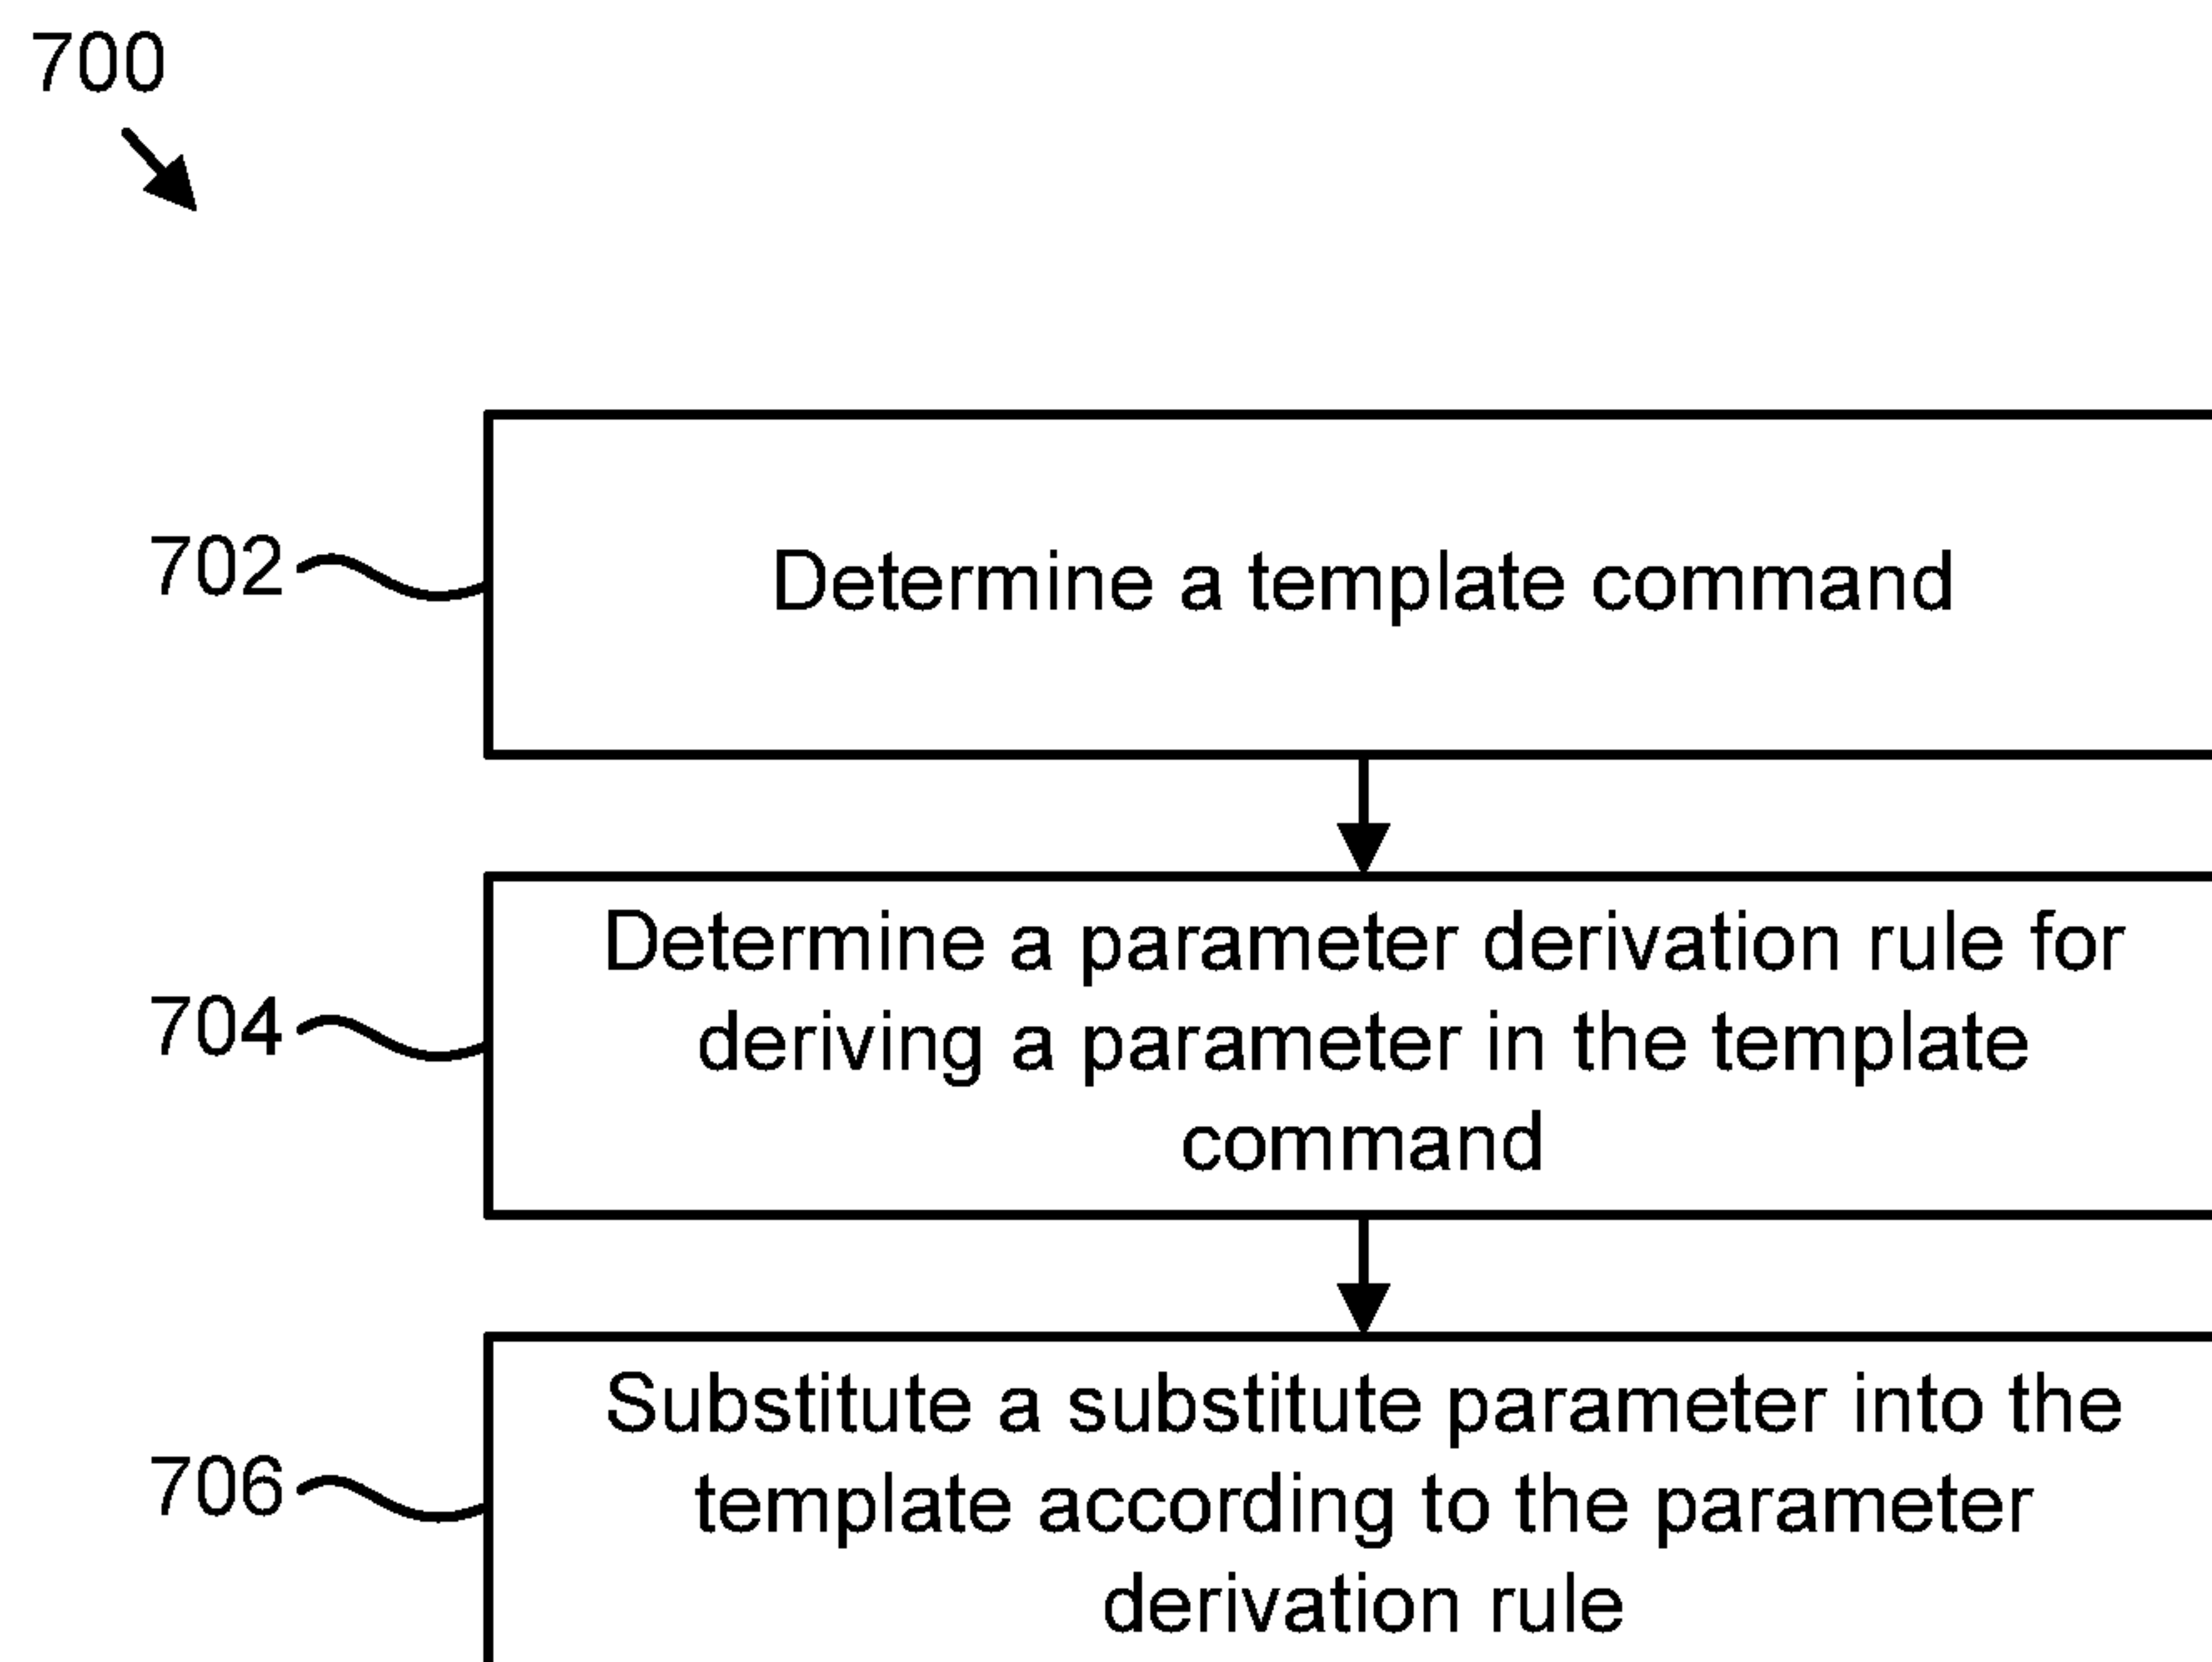 700
702
Determine a template command
704
Determine a parameter derivation rule for
deriving a parameter in the template
command
706
Substitute a substitute parameter into the
template according to the parameter
derivation rule